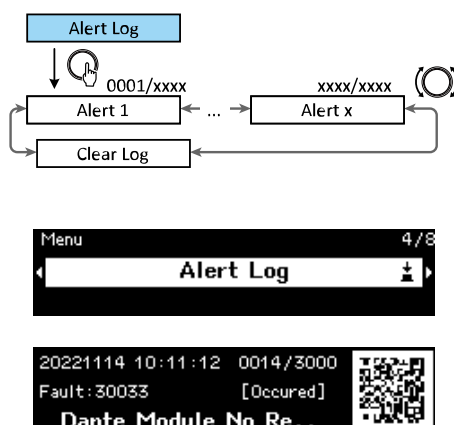 Alert Log
0001/xxxx xxxx/xxxx
Alert 1 ... Alert x
Clear Log
Menu 4/8
Alert Log
20221114 10:11:12 0014/3000
Fault:30033 [Occured]
Dante Module No Re..